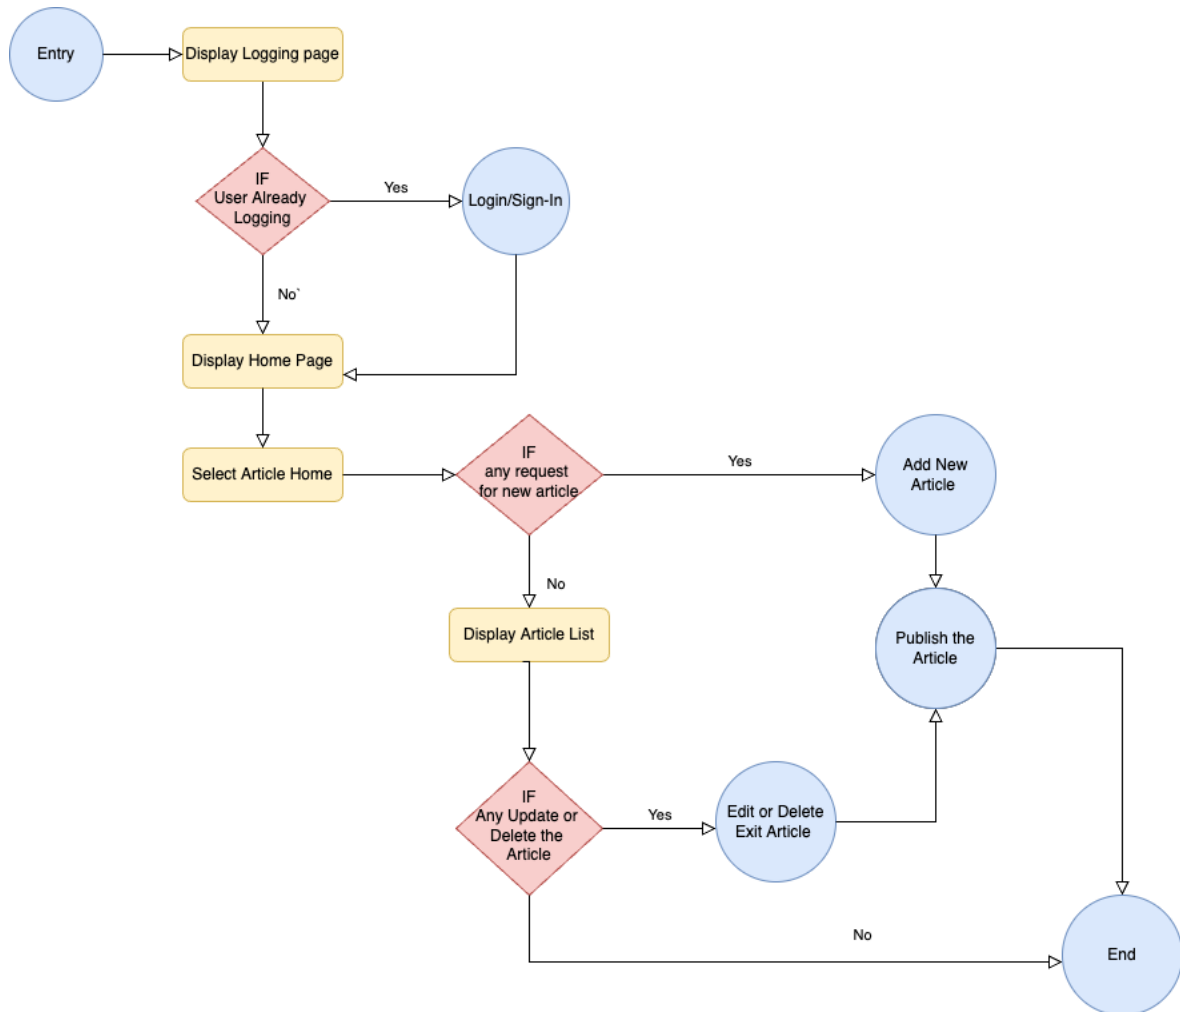 Entry
Display Logging page
IF
User Already
Logging
Yes
Login/Sign-In
No`
Display Home Page
Select Article Home
IF
any request
for new article
Yes
Add New
Article
No
Display Article List
Publish the
Article
IF
Any Update or
Delete the
Article
Yes
Edit or Delete
Exit Article
No
End